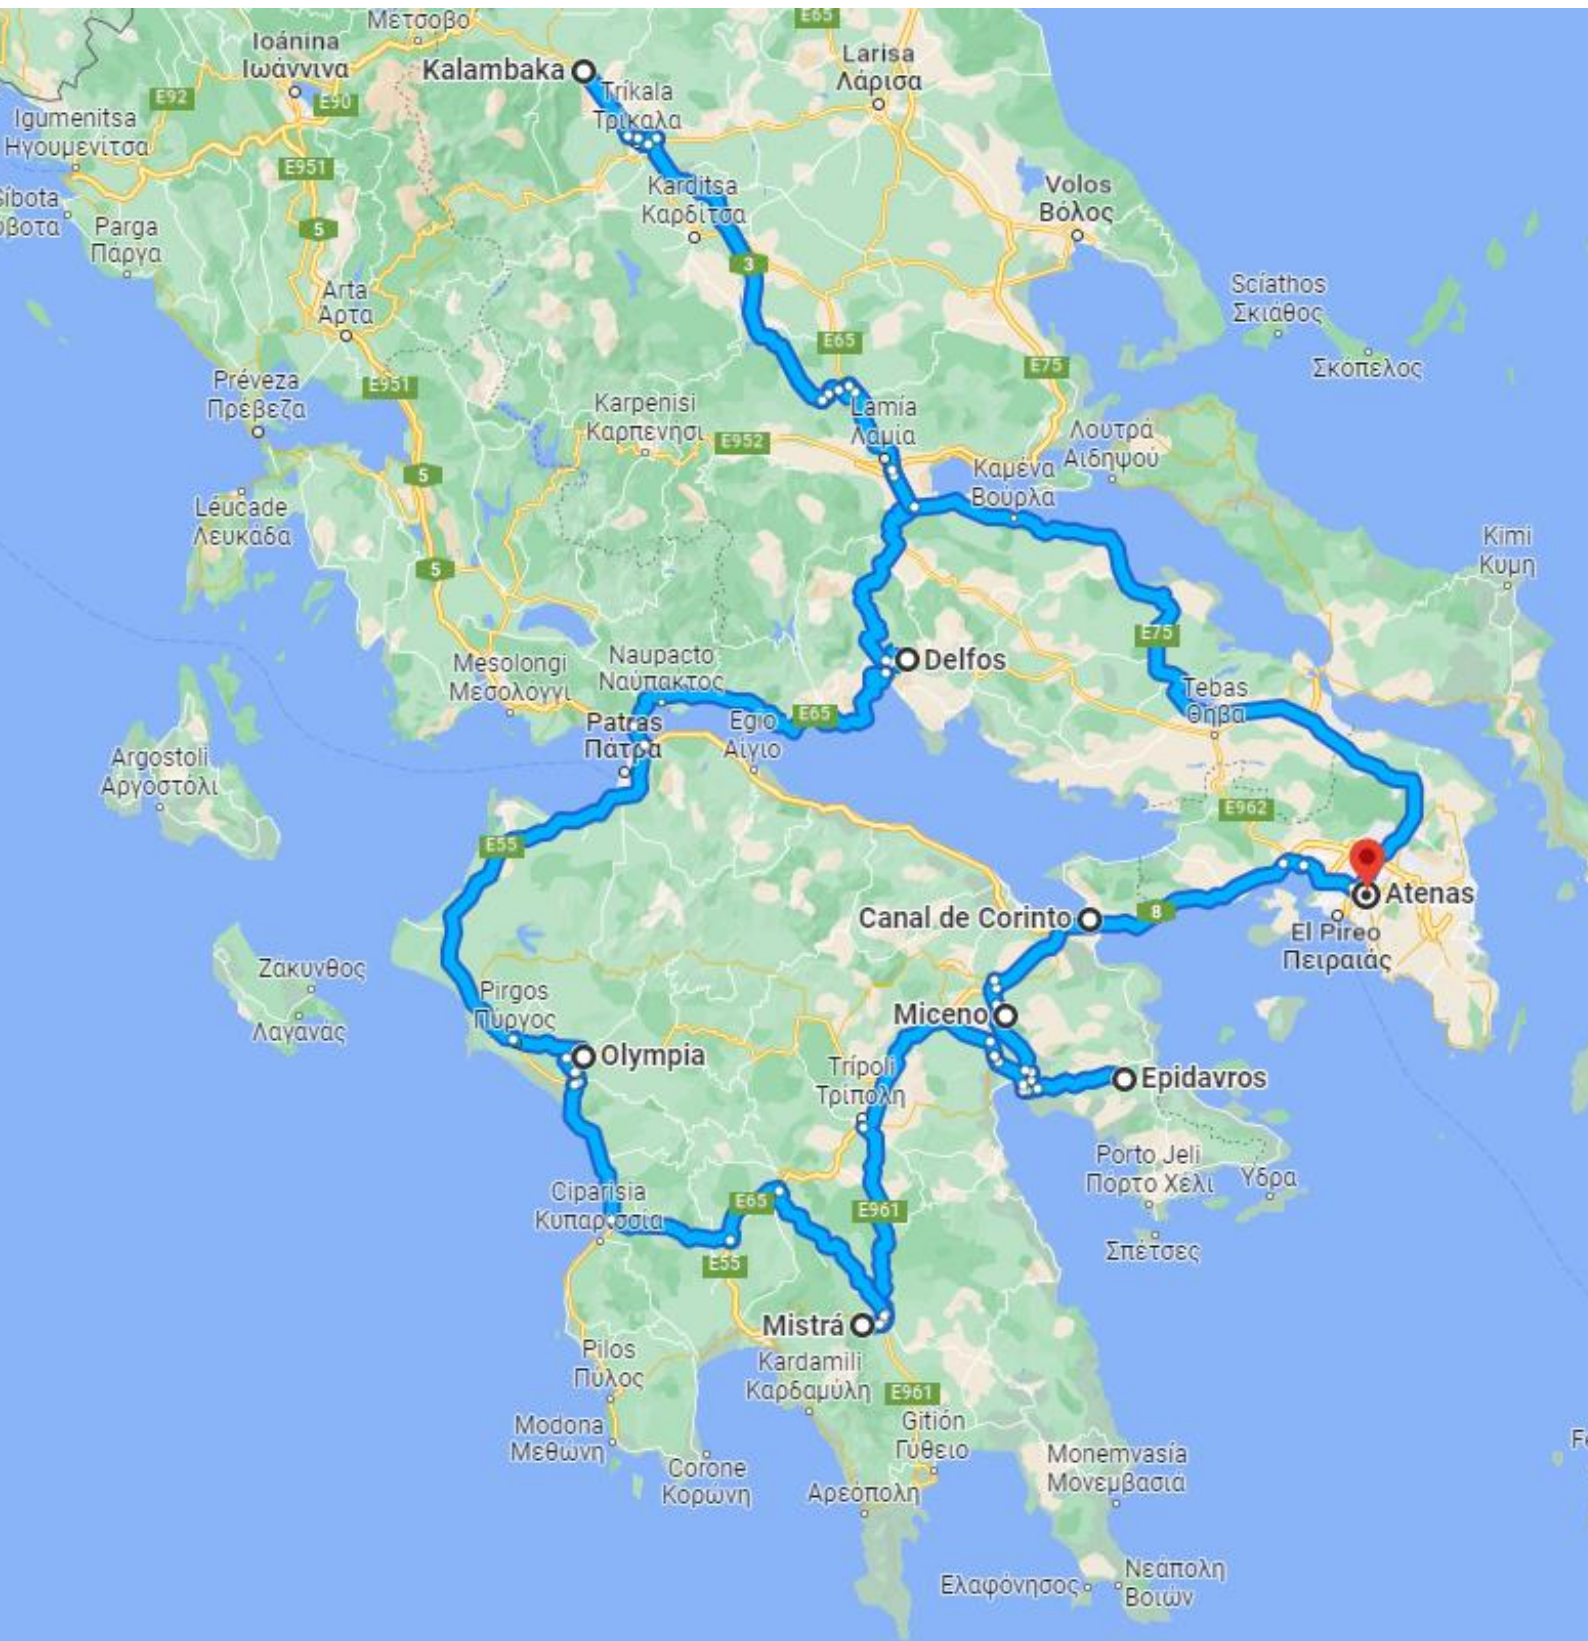 E65
Μέτσοβο
Ioánina
Ιωάννινα
Larisa
Λάρισα
Kalambaka
Tríkala
Τρίκαλα
E92
E90
Igumenitsa
Ηγουμενίτσα
E951
Karditsa
Καρδίτσα
Volos
Βόλος
Síbota
Parga
Πάργα
5
3
Scíathos
Σκιάθος
Arta
Άρτα
E65
E75
Σκόπελος
Préveza
Πρέβεζα
E951
Karpenisi
Καρπενήσι
Lamía
Λαμία
E952
Λουτρά
Αιδηψού
Καμένα
Βούρλα
5
Léucade
Λευκάδα
Kimi
Κύμη
5
E75
Delfos
Naupacto
Ναύπακτος
Mesolongi
Μεσολόγγι
Tebas
Θήβα
Patras
Πάτρα
Egio
Αίγιο
E65
Argostoli
Αργοστόλι
E962
E55
Atenas
Canal de Corinto
8
El Pireo
Πειραιάς
Ζάκυνθος
Λαγανάς
Pirgos
Πύργος
Miceno
Olympia
Trípoli
Τρίπολη
Epidavros
Porto Jeli
Πόρτο Χέλι
Ύδρα
Ciparisia
Κυπαρισσία
E65
E961
Σπέτσες
E55
Mistrá
Pilos
Πύλος
Kardamili
Καρδαμύλη
E961
Gitión
Γύθειο
Modona
Μεθώνη
Corone
Κορώνη
Αρεόπολη
Monemvasía
Μονεμβασιά
Ελαφόνησος
Νεάπολη
Βοιών